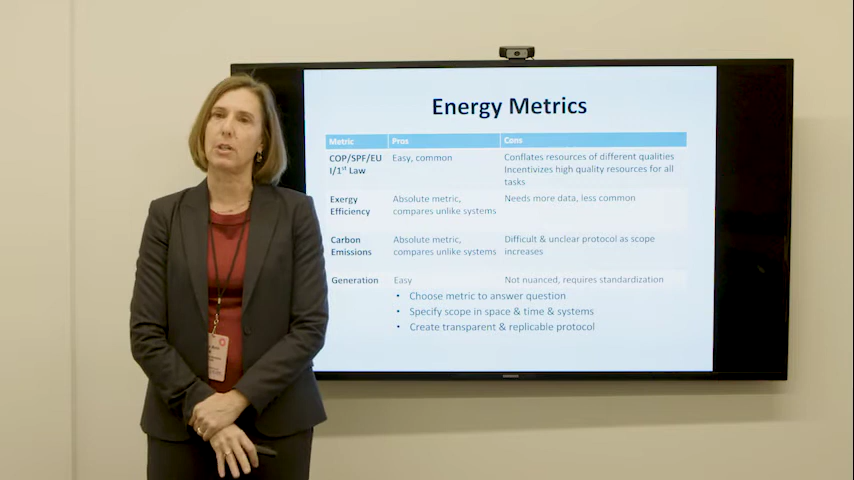 Energy Metrics
Metric Pros Cons
COP/SPF/EU Easy, common Conflates resources of different qualities
I/1st Law Incentivizes high quality resources for all
tasks
Exergy Absolute metric, Needs more data, less common
Efficiency compares unlike systems
Carbon Absolute metric, Difficult & unclear protocol as scope
Emissions compares unlike systems increases
Generation Easy Not nuanced, requires standardization
• Choose metric to answer question
• Specify scope in space & time & systems
• Create transparent & replicable protocol